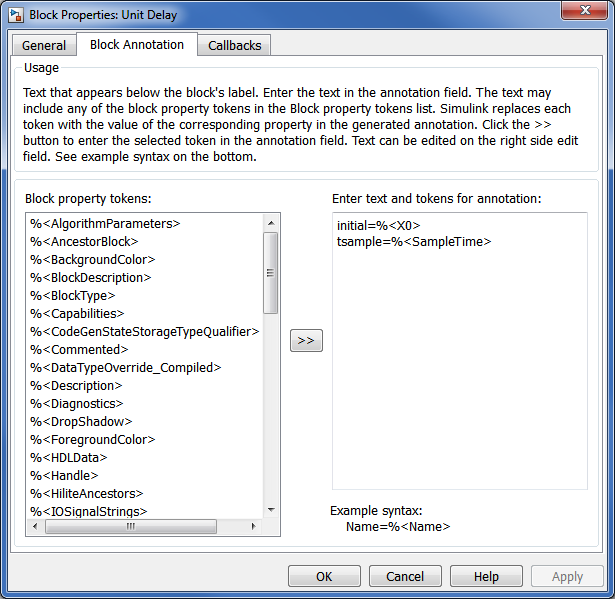 Block Properties: Unit Delay
General
Block Annotation
Callbacks
Usage
Text that appears below the block's label. Enter the text in the annotation field. The text may
include any of the block property tokens in the Block property tokens list. Simulink replaces each
token with the value of the corresponding property in the generated annotation. Click the >>
button to enter the selected token in the annotation field. Text can be edited on the right side edit
field. See example syntax on the bottom.
Block property tokens:
%<AlgorithmParameters>
%<AncestorBlock>
%<BackgroundColor>
%<BlockDescription>
%<BlockType>
%<Capabilities>
%<CodeGenStateStorageTypeQualifier>
%<Commented>
%<DataTypeOverride_Compiled>
%<Description>
%<Diagnostics>
%<DropShadow>
%<ForegroundColor>
%<HDLData>
%<Handle>
%<HiliteAncestors>
%<IOSignalStrings>
>>
Enter text and tokens for annotation:
initial=%<X0>
tsample=%<SampleTime>
Example syntax:
Name=%<Name>
OK
Cancel
Help
Apply